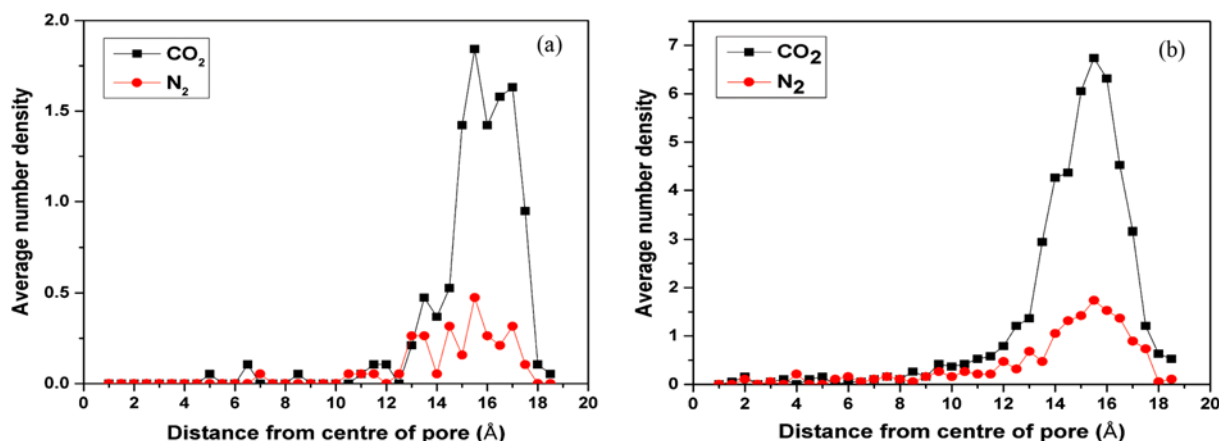 2.0
1.5
1.0
0.5
0.0
Average number density
CO2
N2
(a)
0 2 4 6 8 10 12 14 16 18 20
Distance from centre of pore (Å)
7
6
5
4
3
2
1
0
Average number density
CO2
N2
(b)
0 2 4 6 8 10 12 14 16 18 20
Distance from centre of pore (Å)